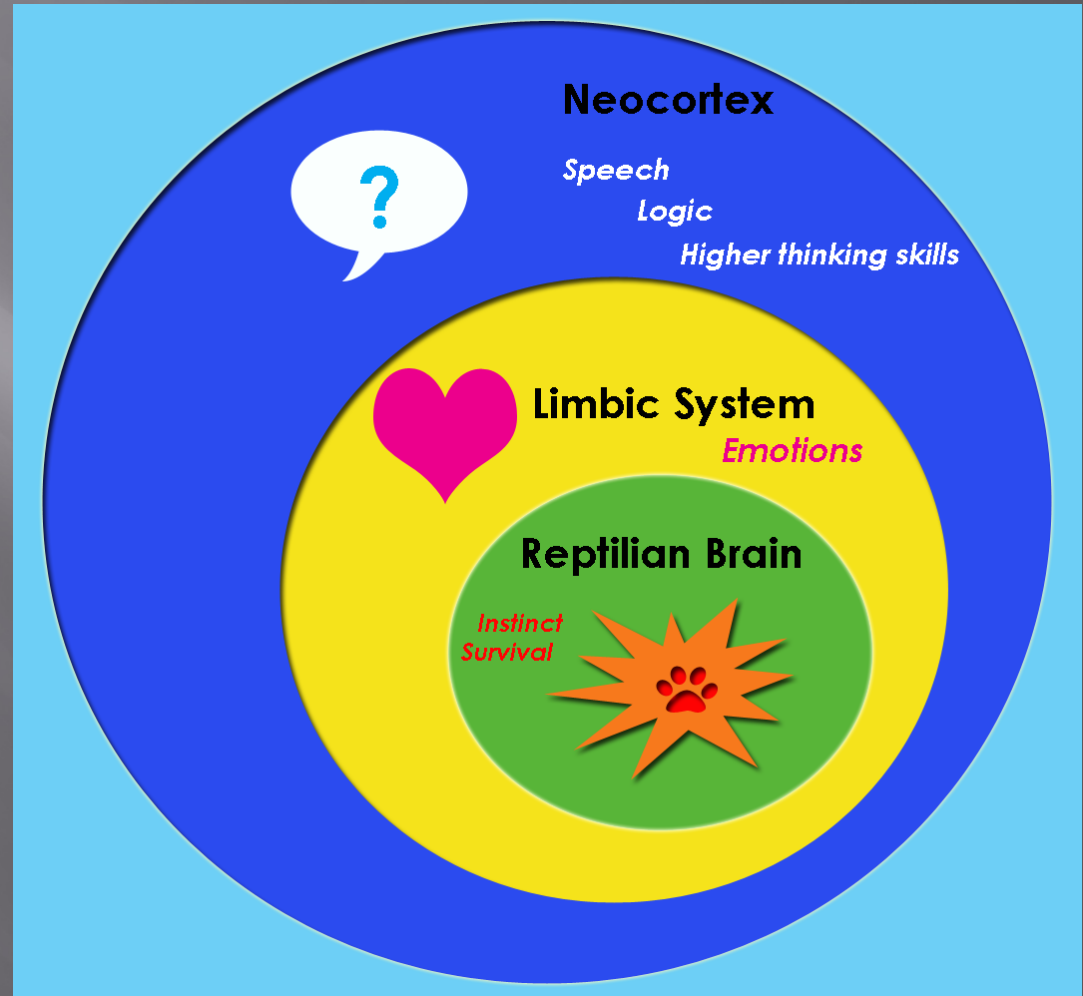 Neocortex
?
Speech
Logic
Higher thinking skills
Limbic System
Emotions
Reptilian Brain
Instinct
Survival